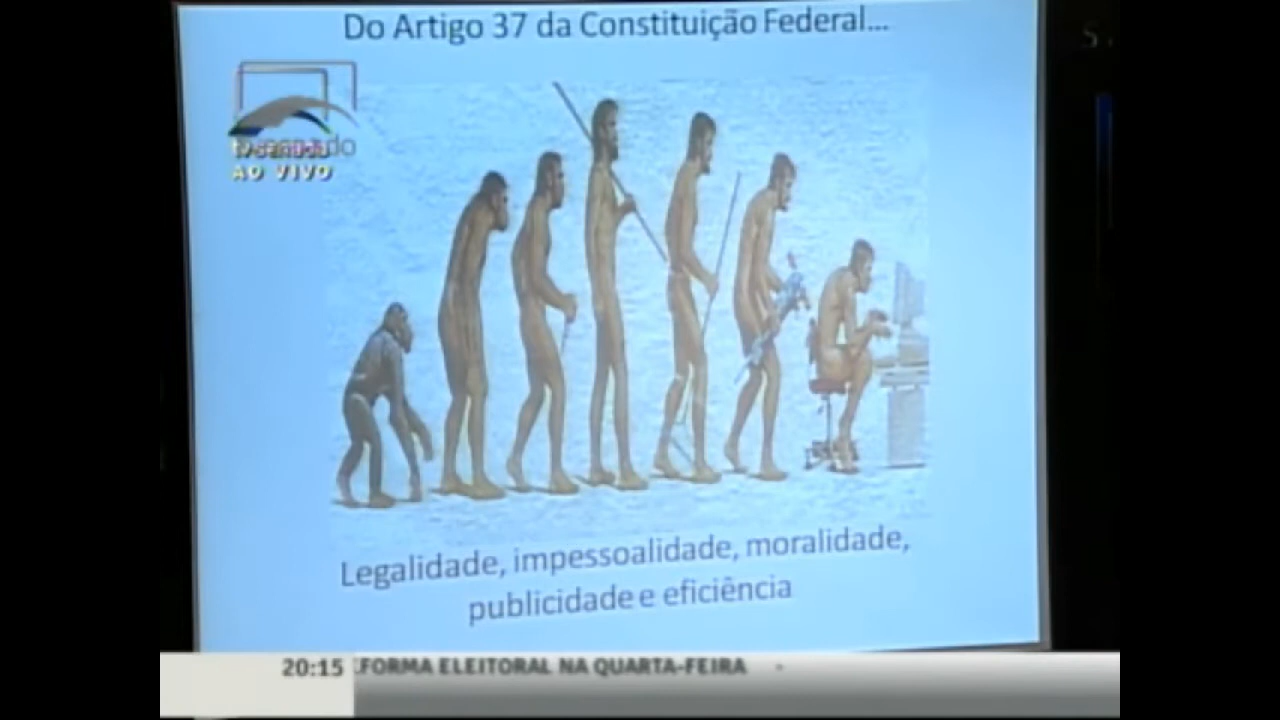 Do Artigo 37 da Constituição Federal...
AO VIVO
Legalidade, impessoalidade, moralidade,
publicidade e eficiência
20:15 FORMA ELEITORAL NA QUARTA-FEIRA